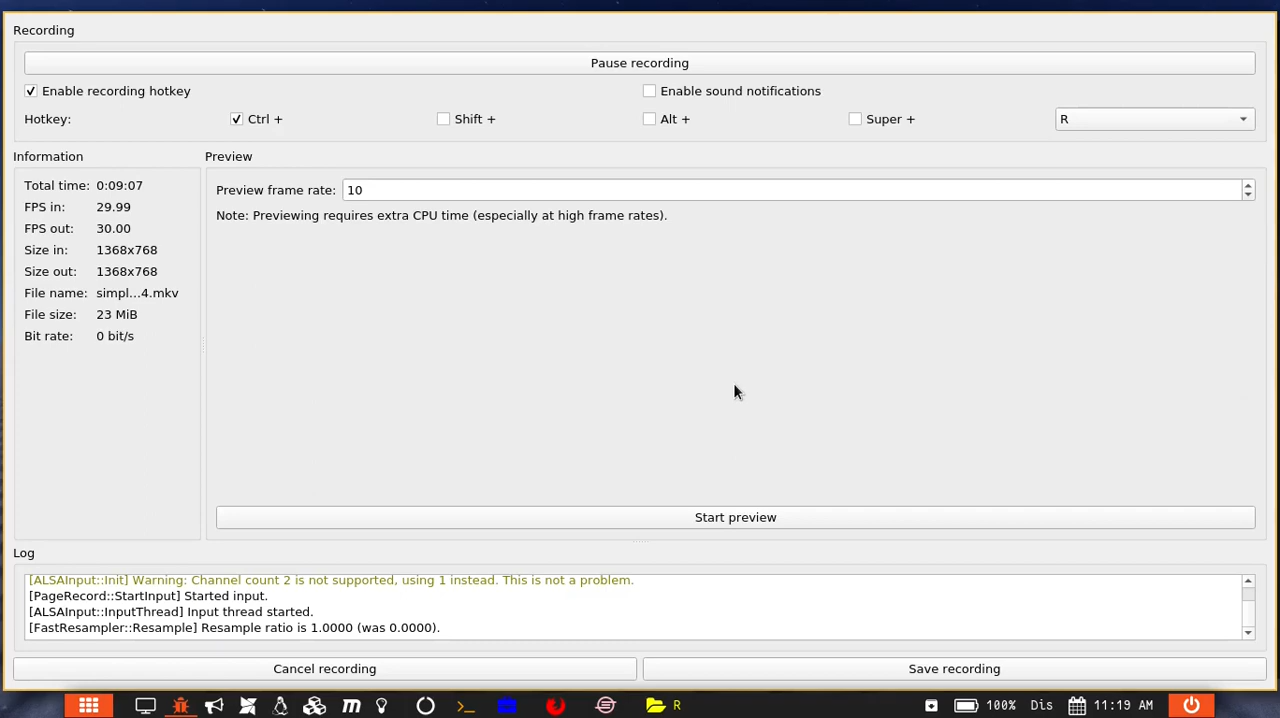 Recording
Pause recording
Enable recording hotkey
Enable sound notifications
Hotkey: Ctrl + Shift + Alt + Super + R
Information
Total time: 0:09:07
FPS in: 29.99
FPS out: 30.00
Size in: 1368x768
Size out: 1368x768
File name: simpl...4.mkv
File size: 23 MiB
Bit rate: 0 bit/s
Preview
Preview frame rate: 10
Note: Previewing requires extra CPU time (especially at high frame rates).
Start preview
Log
[ALSAInput::Init] Warning: Channel count 2 is not supported, using 1 instead. This is not a problem.
[PageRecord::StartInput] Started input.
[ALSAInput::InputThread] Input thread started.
[FastResampler::Resample] Resample ratio is 1.0000 (was 0.0000).
Cancel recording
Save recording
R 100% Dis 11:19 AM